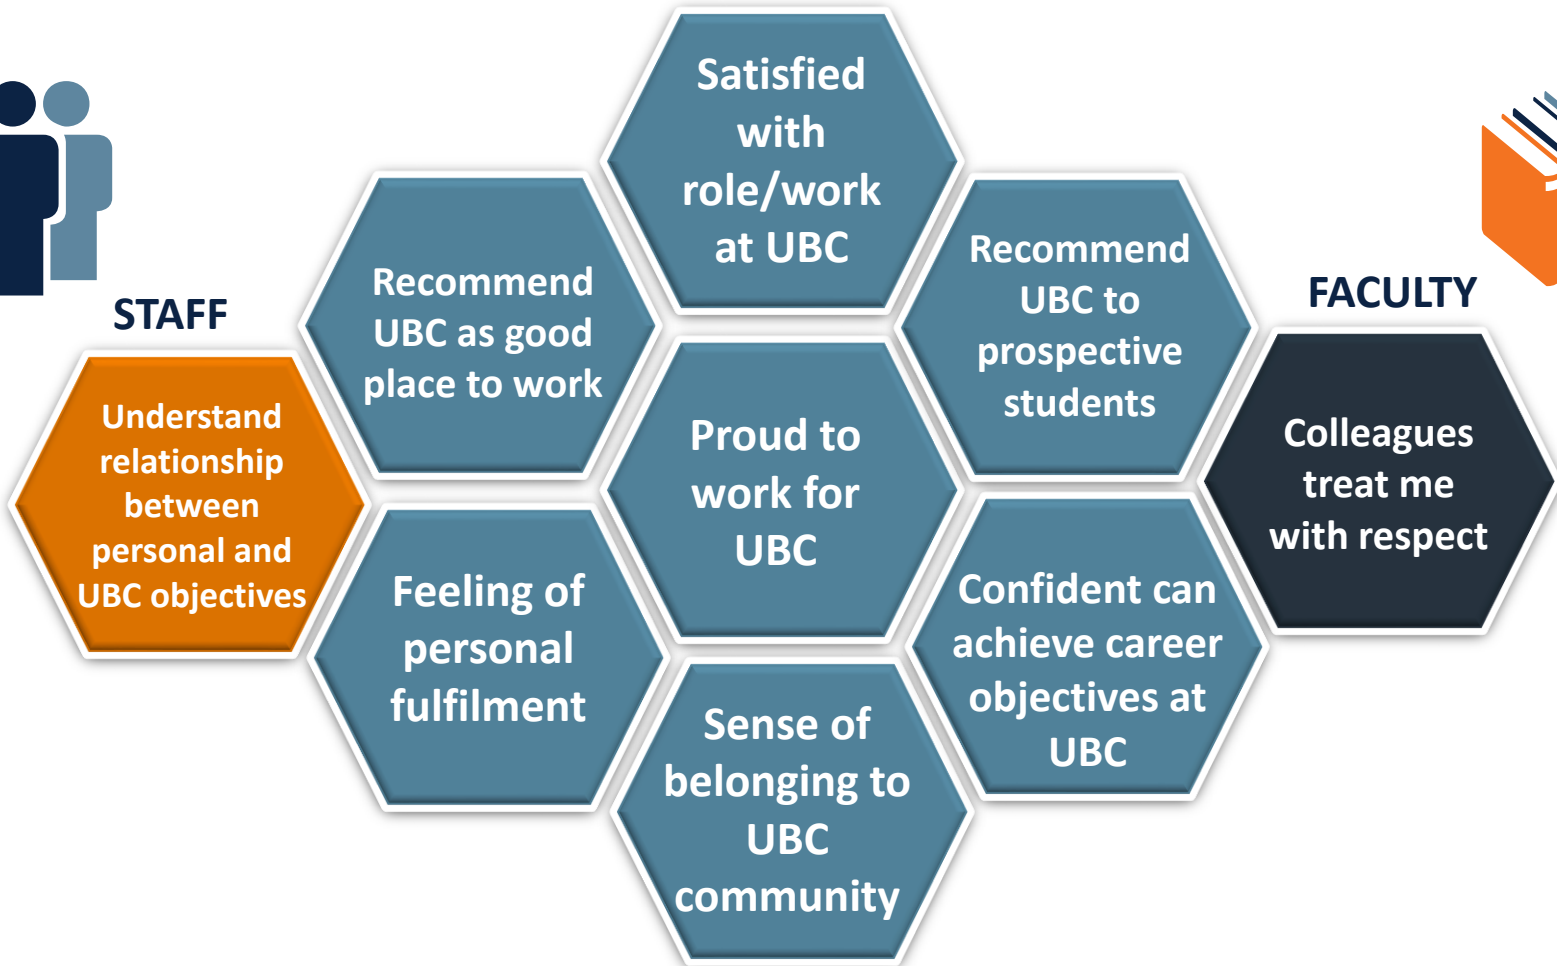 STAFF
Understand
relationship
between
personal and
UBC objectives
Recommend
UBC as good
place to work
Feeling of
personal
fulfilment
Satisfied
with
role/work
at UBC
Proud to
work for
UBC
Sense of
belonging to
UBC
community
Recommend
UBC to
prospective
students
Confident can
achieve career
objectives at
UBC
FACULTY
Colleagues
treat me
with respect